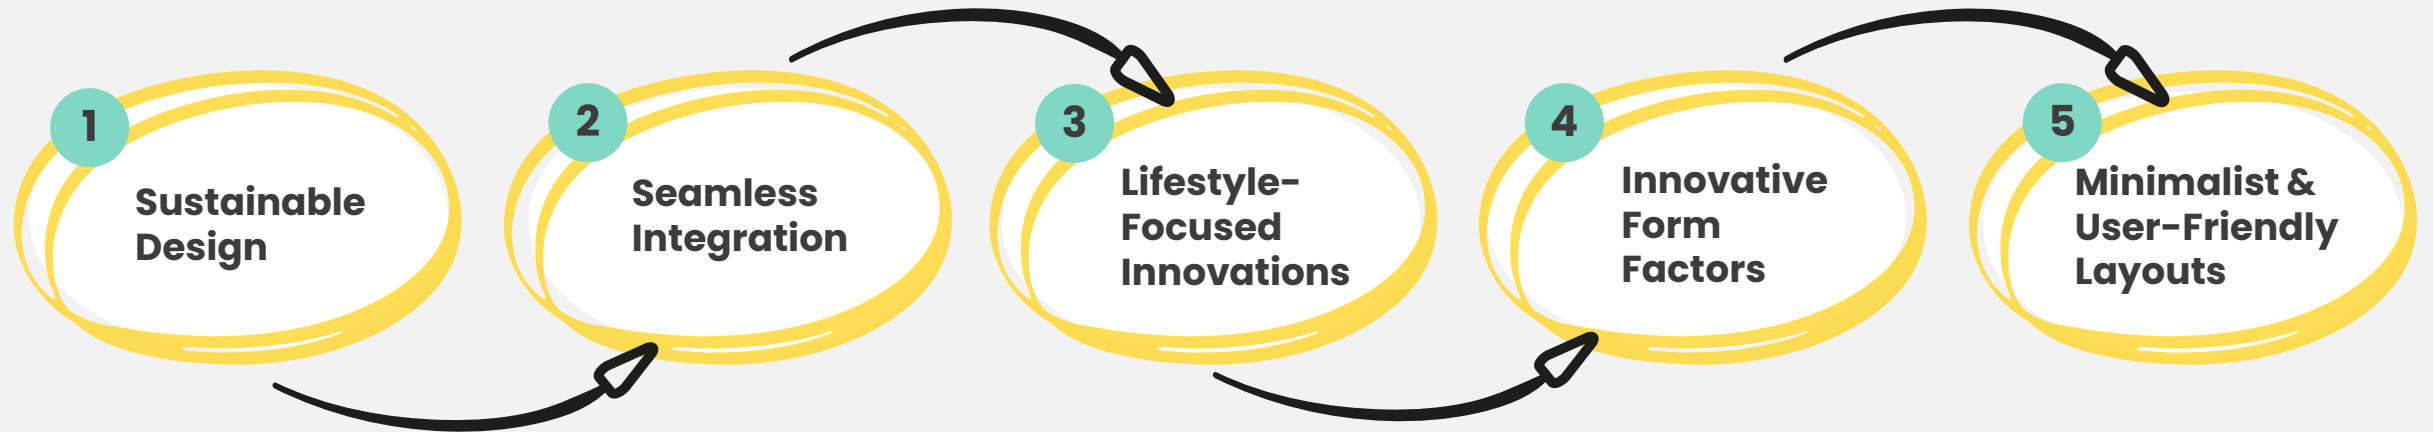 1
Sustainable
Design
2
Seamless
Integration
3
Lifestyle-
Focused
Innovations
4
Innovative
Form
Factors
5
Minimalist &
User-Friendly
Layouts